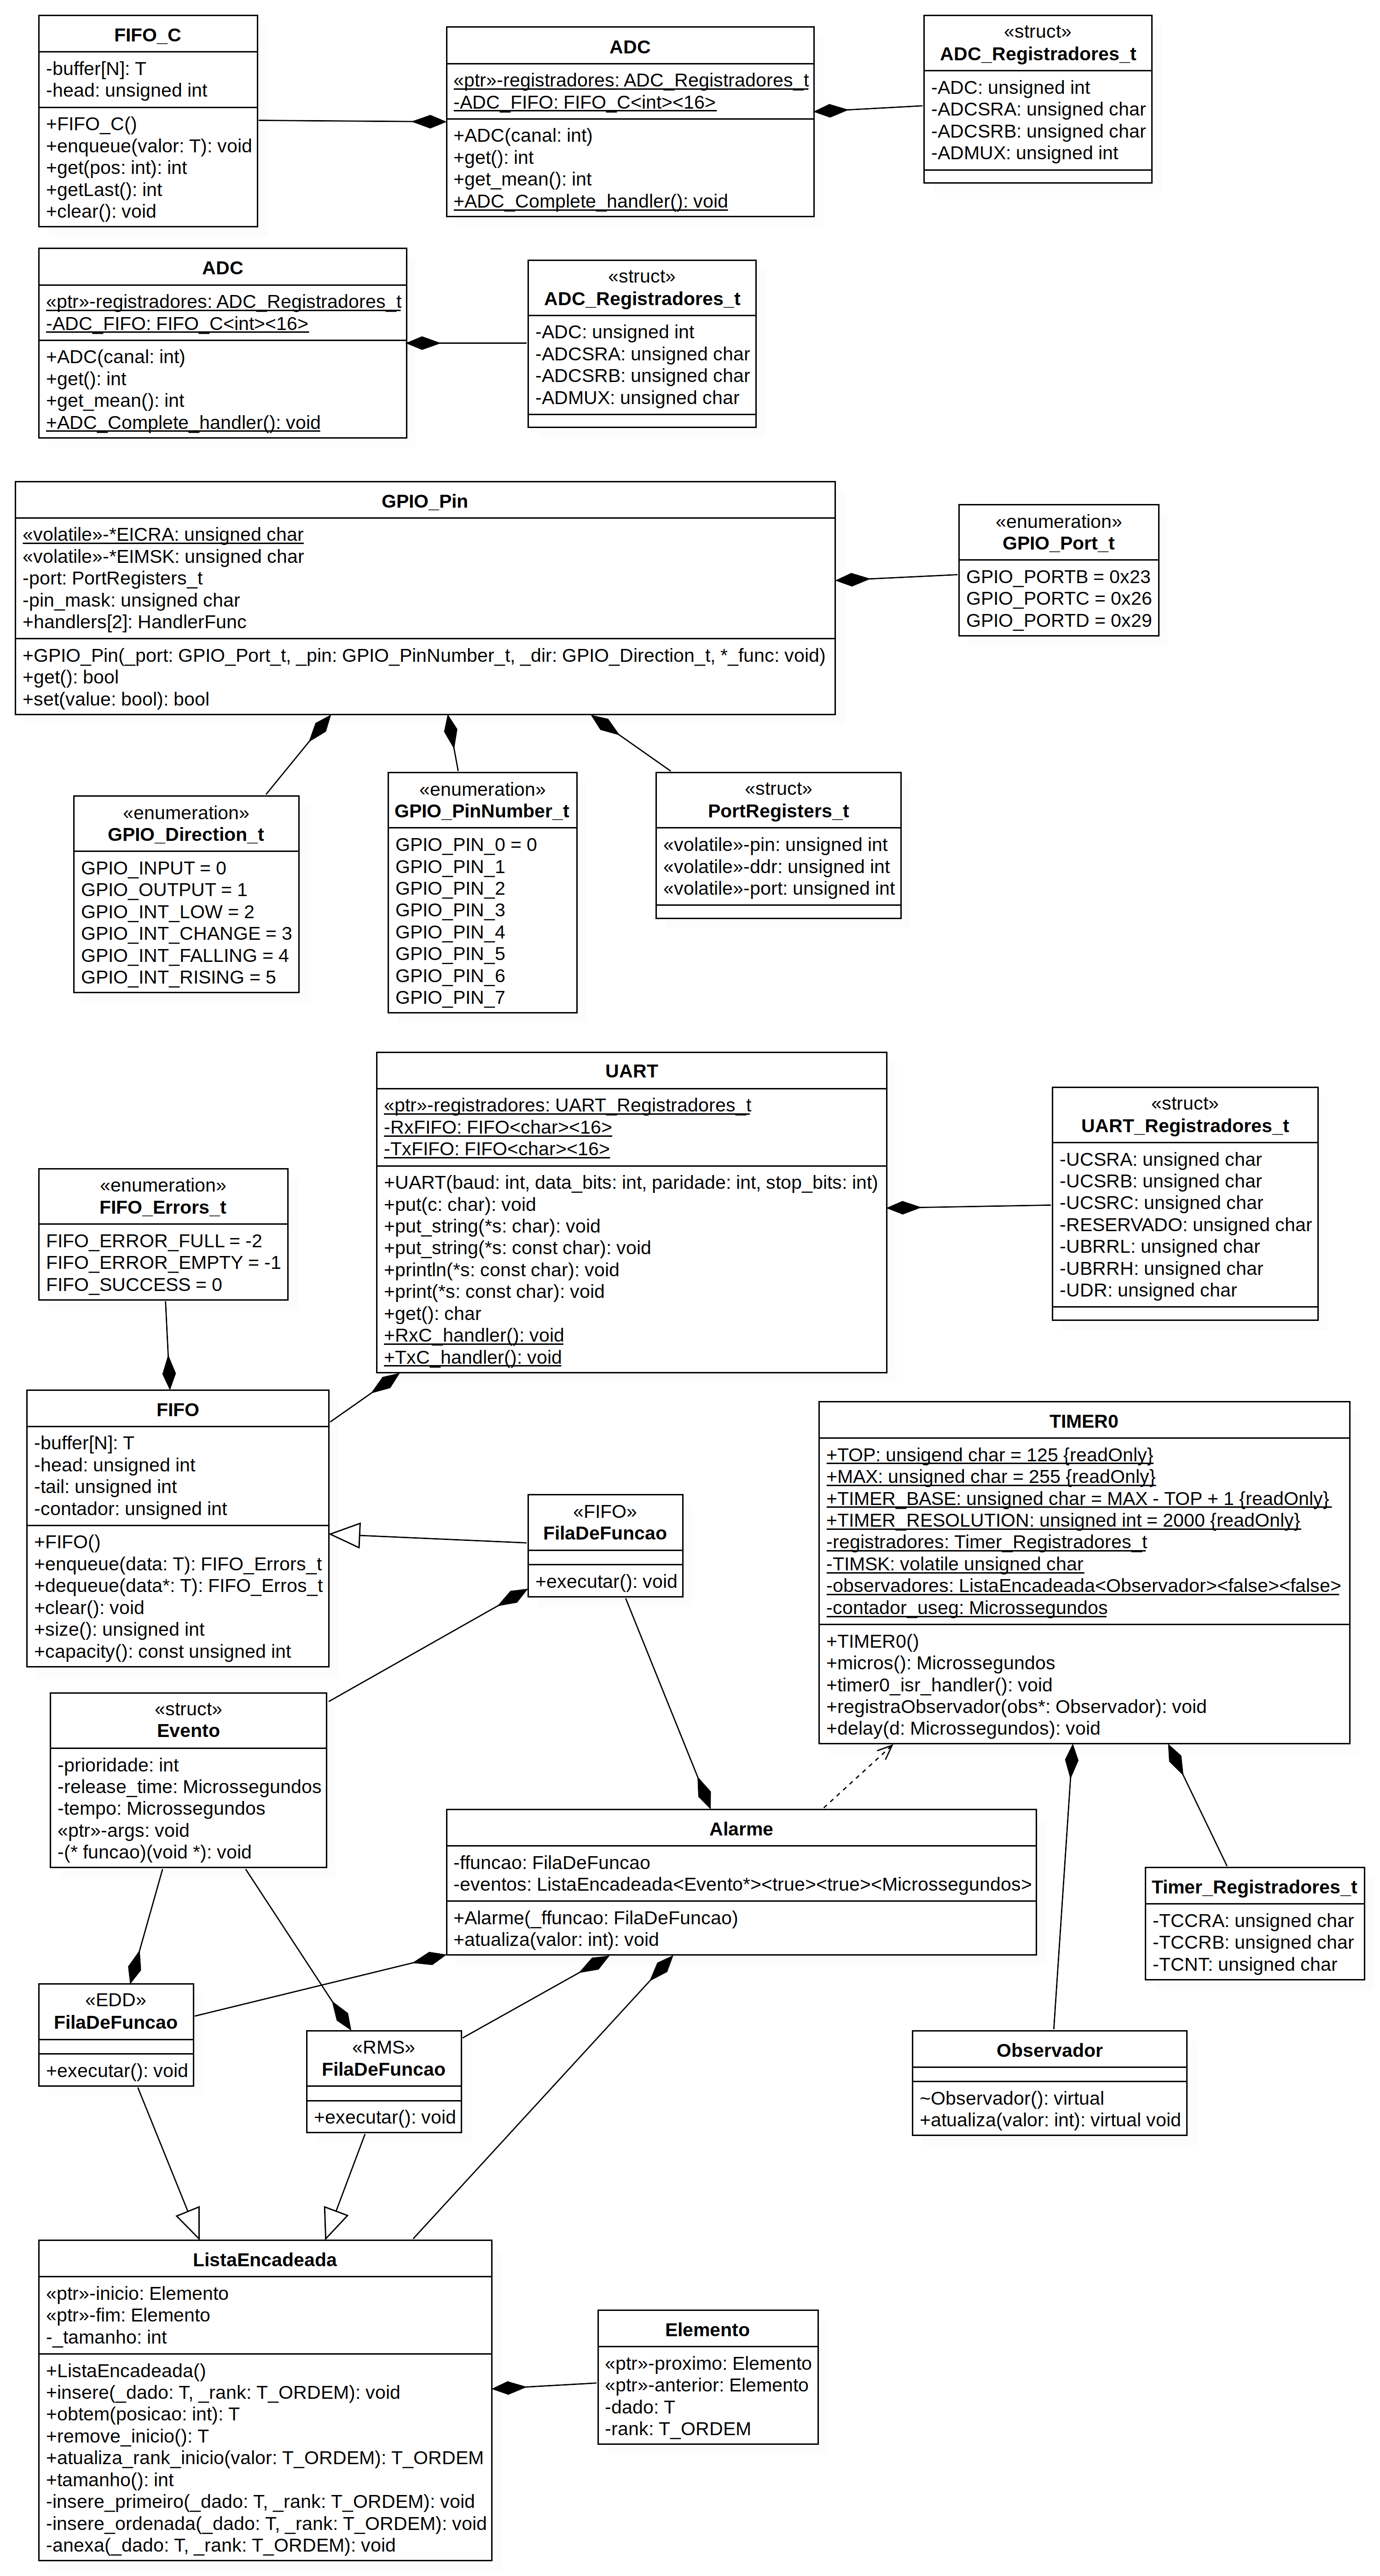 FIFO_C
-buffer[N]: T
-head: unsigned int
+FIFO_C()
+enqueue(valor: T): void
+get(pos: int): int
+getLast(): int
+clear(): void
ADC
«ptr»-registradores: ADC_Registradores_t
-ADC_FIFO: FIFO_C<int><16>
+ADC(canal: int)
+get(): int
+get_mean(): int
+ADC_Complete_handler(): void
«struct»
ADC_Registradores_t
-ADC: unsigned int
-ADCSRA: unsigned char
-ADCSRB: unsigned char
-ADMUX: unsigned int
ADC
«ptr»-registradores: ADC_Registradores_t
-ADC_FIFO: FIFO_C<int><16>
+ADC(canal: int)
+get(): int
+get_mean(): int
+ADC_Complete_handler(): void
«struct»
ADC_Registradores_t
-ADC: unsigned int
-ADCSRA: unsigned char
-ADCSRB: unsigned char
-ADMUX: unsigned char
GPIO_Pin
«volatile»-*EICRA: unsigned char
«volatile»-*EIMSK: unsigned char
-port: PortRegisters_t
-pin_mask: unsigned char
+handlers[2]: HandlerFunc
+GPIO_Pin(_port: GPIO_Port_t, _pin: GPIO_PinNumber_t, _dir: GPIO_Direction_t, *_func: void)
+get(): bool
+set(value: bool): bool
«enumeration»
GPIO_Port_t
GPIO_PORTB = 0x23
GPIO_PORTC = 0x26
GPIO_PORTD = 0x29
«enumeration»
GPIO_Direction_t
GPIO_INPUT = 0
GPIO_OUTPUT = 1
GPIO_INT_LOW = 2
GPIO_INT_CHANGE = 3
GPIO_INT_FALLING = 4
GPIO_INT_RISING = 5
«enumeration»
GPIO_PinNumber_t
GPIO_PIN_0 = 0
GPIO_PIN_1
GPIO_PIN_2
GPIO_PIN_3
GPIO_PIN_4
GPIO_PIN_5
GPIO_PIN_6
GPIO_PIN_7
«struct»
PortRegisters_t
«volatile»-pin: unsigned int
«volatile»-ddr: unsigned int
«volatile»-port: unsigned int
UART
«ptr»-registradores: UART_Registradores_t
-RxFIFO: FIFO<char><16>
-TxFIFO: FIFO<char><16>
+UART(baud: int, data_bits: int, paridade: int, stop_bits: int)
+put(c: char): void
+put_string(*s: char): void
+put_string(*s: const char): void
+println(*s: const char): void
+print(*s: const char): void
+get(): char
+RxC_handler(): void
+TxC_handler(): void
«struct»
UART_Registradores_t
-UCSRA: unsigned char
-UCSRB: unsigned char
-UCSRC: unsigned char
-RESERVADO: unsigned char
-UBRRL: unsigned char
-UBRRH: unsigned char
-UDR: unsigned char
«enumeration»
FIFO_Errors_t
FIFO_ERROR_FULL = -2
FIFO_ERROR_EMPTY = -1
FIFO_SUCCESS = 0
FIFO
-buffer[N]: T
-head: unsigned int
-tail: unsigned int
-contador: unsigned int
+FIFO()
+enqueue(data: T): FIFO_Errors_t
+dequeue(data*: T): FIFO_Erros_t
+clear(): void
+size(): unsigned int
+capacity(): const unsigned int
«FIFO»
FilaDeFuncao
+executar(): void
TIMER0
+TOP: unsigend char = 125 {readOnly}
+MAX: unsigned char = 255 {readOnly}
+TIMER_BASE: unsigned char = MAX - TOP + 1 {readOnly}
+TIMER_RESOLUTION: unsigned int = 2000 {readOnly}
-registradores: Timer_Registradores_t
-TIMSK: volatile unsigned char
-observadores: ListaEncadeada<Observador><false><false>
-contador_useg: Microssegundos
+TIMER0()
+micros(): Microssegundos
+timer0_isr_handler(): void
+registraObservador(obs*: Observador): void
+delay(d: Microssegundos): void
«struct»
Evento
-prioridade: int
-release_time: Microssegundos
-tempo: Microssegundos
«ptr»-args: void
-(* funcao)(void *): void
Alarme
-ffuncao: FilaDeFuncao
-eventos: ListaEncadeada<Evento*><true><true><Microssegundos>
+Alarme(_ffuncao: FilaDeFuncao)
+atualiza(valor: int): void
Timer_Registradores_t
-TCCRA: unsigned char
-TCCRB: unsigned char
-TCNT: unsigned char
«EDD»
FilaDeFuncao
+executar(): void
«RMS»
FilaDeFuncao
+executar(): void
Observador
~Observador(): virtual
+atualiza(valor: int): virtual void
ListaEncadeada
«ptr»-inicio: Elemento
«ptr»-fim: Elemento
-_tamanho: int
+ListaEncadeada()
+insere(_dado: T, _rank: T_ORDEM): void
+obtem(posicao: int): T
+remove_inicio(): T
+atualiza_rank_inicio(valor: T_ORDEM): T_ORDEM
+tamanho(): int
-insere_primeiro(_dado: T, _rank: T_ORDEM): void
-insere_ordenada(_dado: T, _rank: T_ORDEM): void
-anexa(_dado: T, _rank: T_ORDEM): void
Elemento
«ptr»-proximo: Elemento
«ptr»-anterior: Elemento
-dado: T
-rank: T_ORDEM